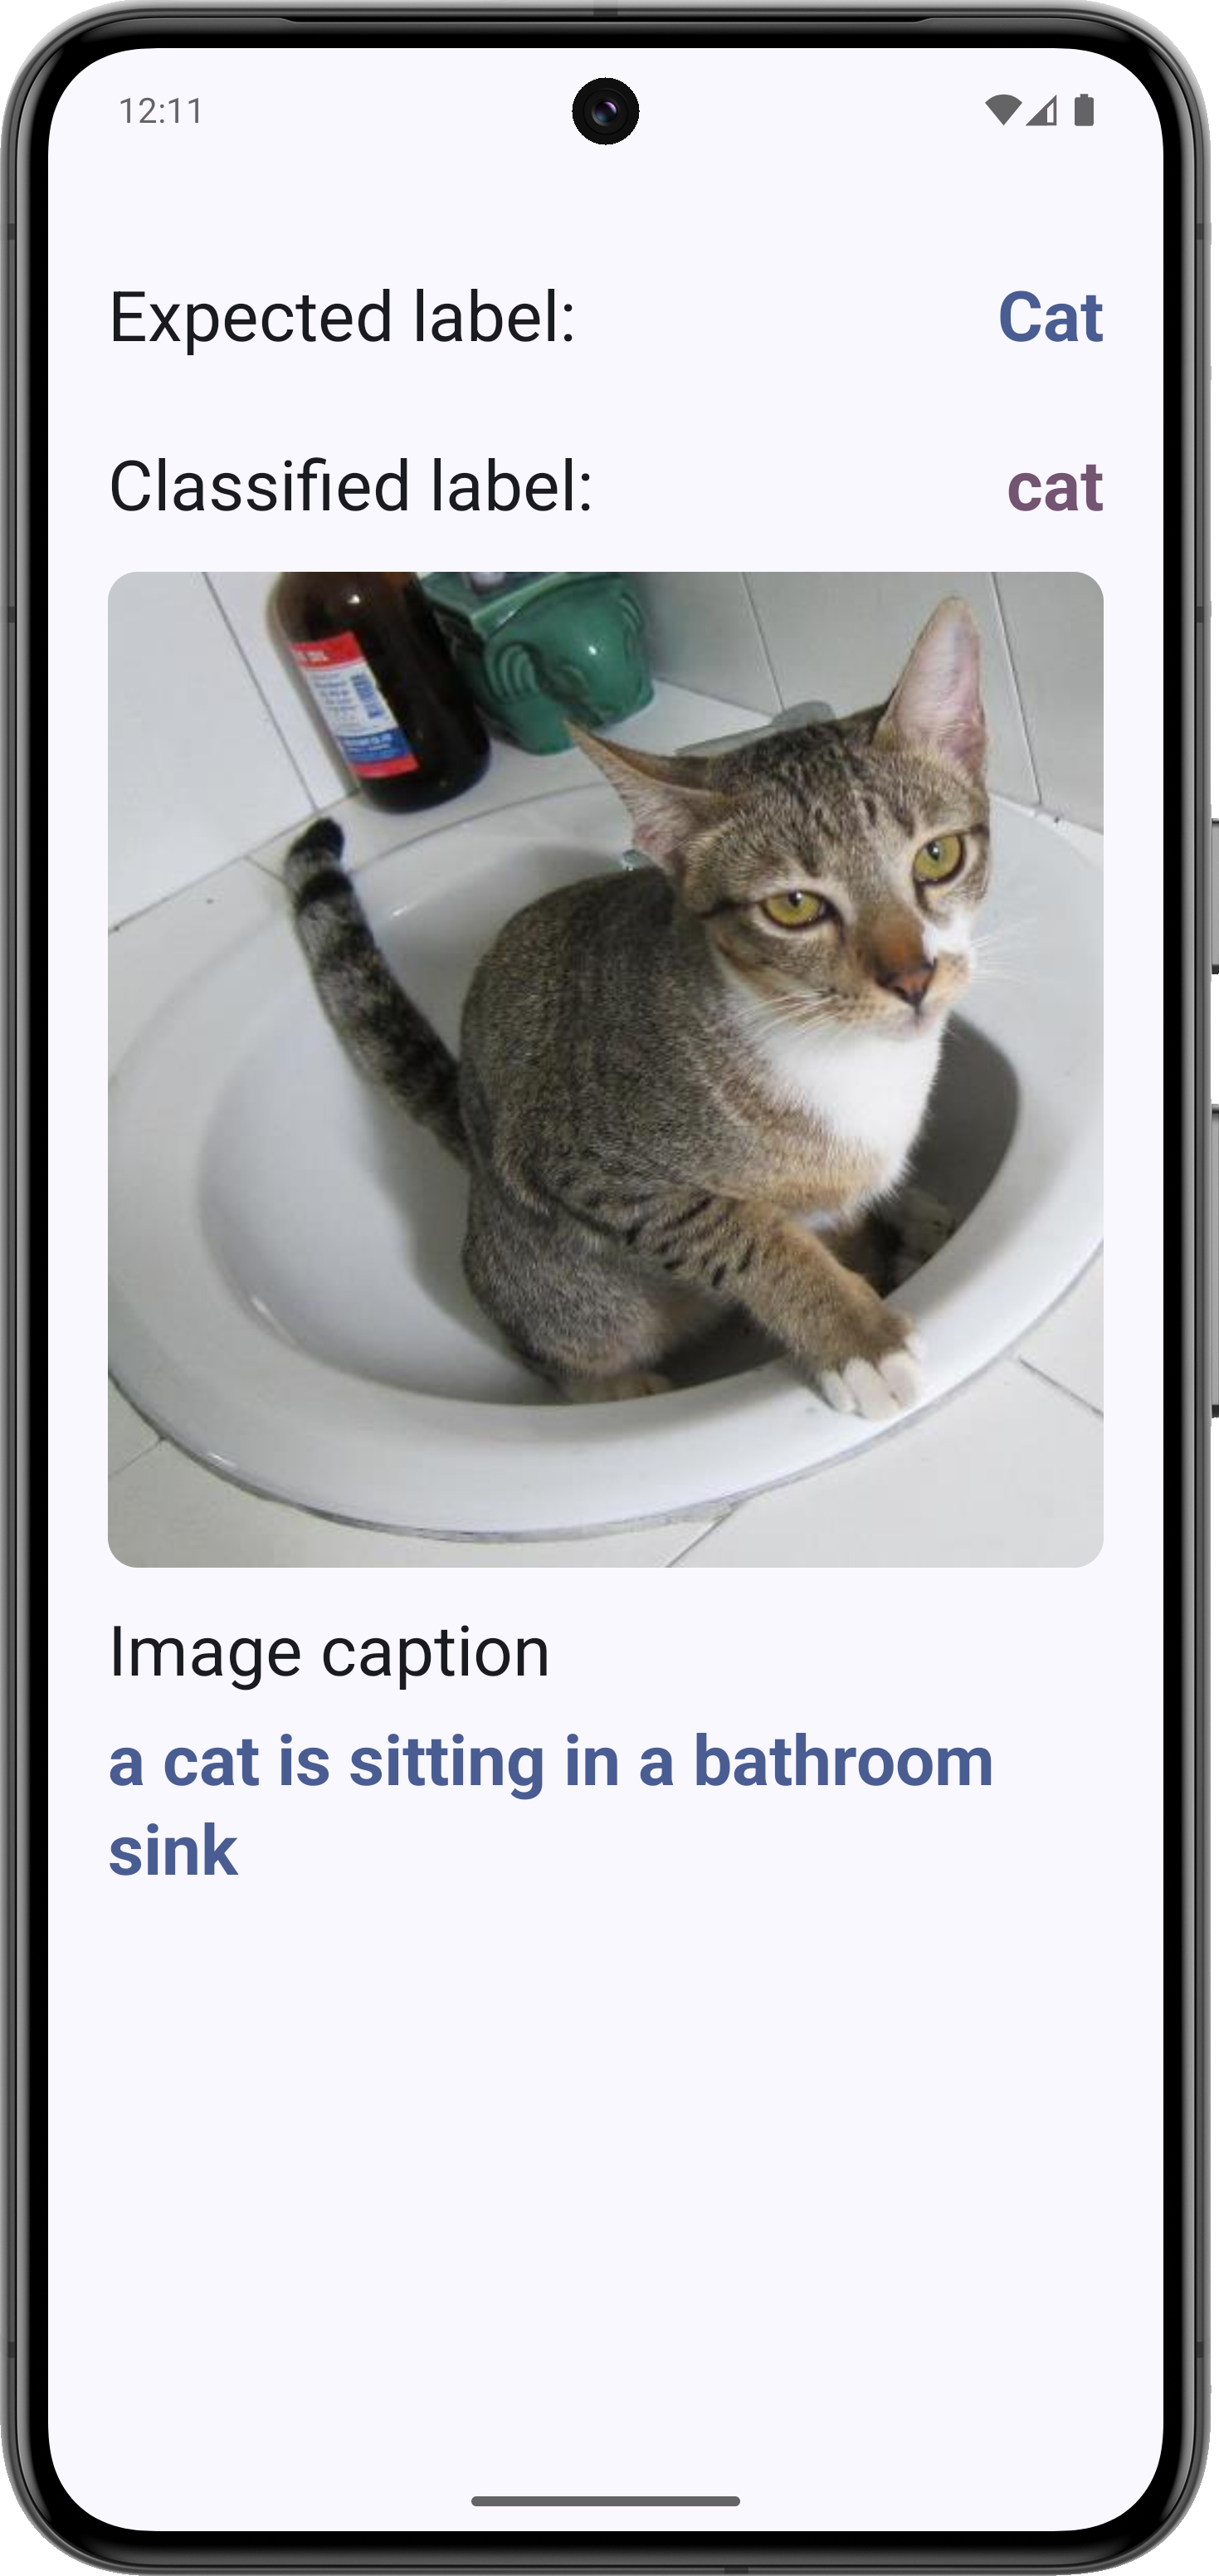 12:11
Expected label: Cat
Classified label: cat
Image caption
a cat is sitting in a bathroom
sink